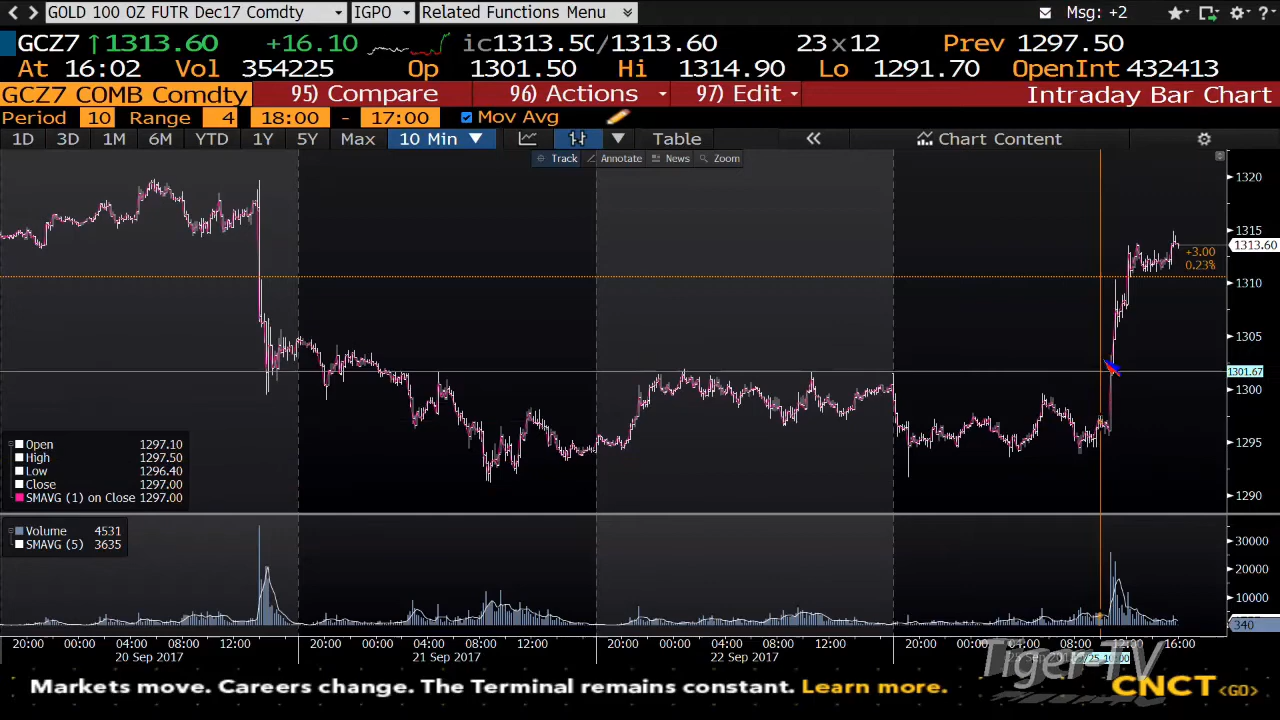 GOLD 100 OZ FUTR Dec17 Comdty IGPO Related Functions Menu Msg: +2 ?
GCZ7 ↑1313.60 +16.10 ic1313.50/1313.60 23x12 Prev 1297.50
At 16:02 Vol 354225 Op 1301.50 Hi 1314.90 Lo 1291.70 OpenInt 432413
GCZ7 COMB Comdty 95) Compare 96) Actions 97) Edit Intraday Bar Chart
Period 10 Range 4 18:00 - 17:00 Mov Avg
1D 3D 1M 6M YTD 1Y 5Y Max 10 Min Table « Chart Content
Track Annotate News Zoom
1320
1315
1313.60
+3.00
0.23%
1310
1305
1301.67
1300
1295
1290
Open 1297.10
High 1297.50
Low 1296.40
Close 1297.00
SMAVG (1) on Close 1297.00
Volume 4531
SMAVG (5) 3635
30000
20000
10000
340
20:00 00:00 04:00 08:00 12:00 20:00 00:00 04:00 08:00 12:00 20:00 00:00 04:00 08:00 12:00 20:00 00:00 04:00 08:00 12:00 16:00
20 Sep 2017 21 Sep 2017 22 Sep 2017
Tiger-TV
Markets move. Careers change. The Terminal remains constant. Learn more. CNCT <GO>